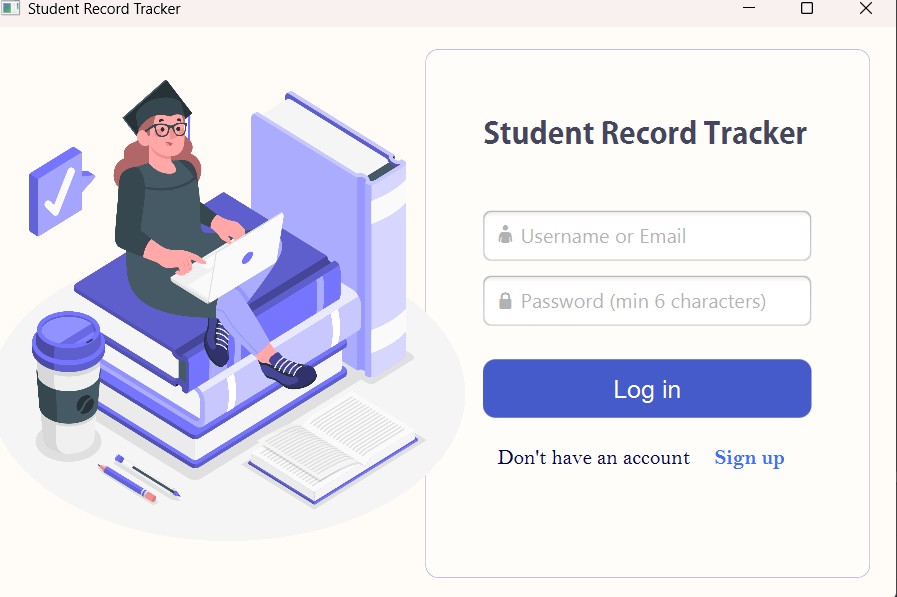 Student Record Tracker
Student Record Tracker
Username or Email
Password (min 6 characters)
Log in
Don't have an account Sign up